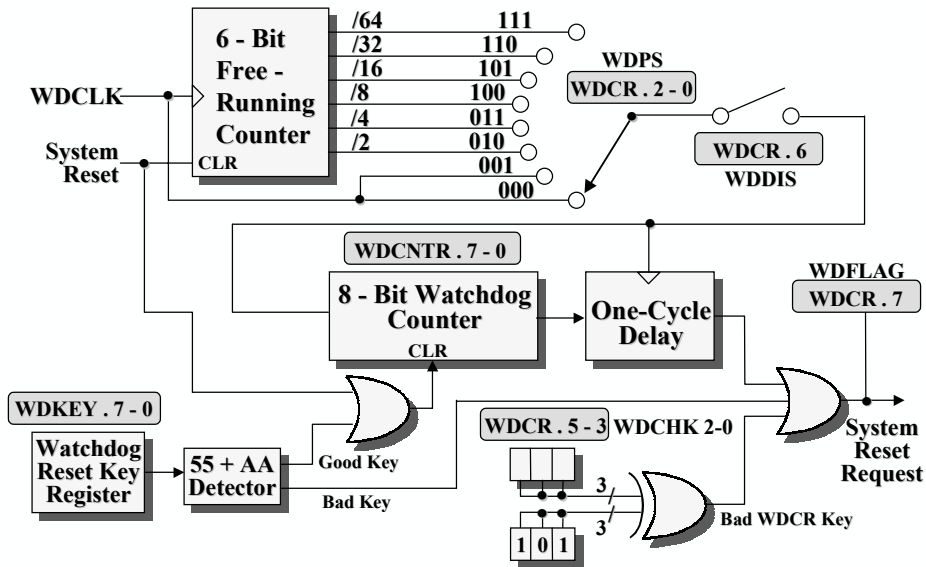 6 - Bit
Free -
Running
Counter
CLR
/64
111
/32
110
/16
101
/8
100
/4
011
/2
010
001
000
WDCLK
System
Reset
WDPS
WDCR . 2 - 0
WDCR . 6
WDDIS
WDCNTR . 7 - 0
8 - Bit Watchdog
Counter
CLR
One-Cycle
Delay
WDFLAG
WDCR . 7
WDKEY . 7 - 0
Watchdog
Reset Key
Register
55 + AA
Detector
Good Key
Bad Key
WDCR . 5 - 3
WDCHK 2-0
3
3
1 0 1
Bad WDCR Key
System
Reset
Request